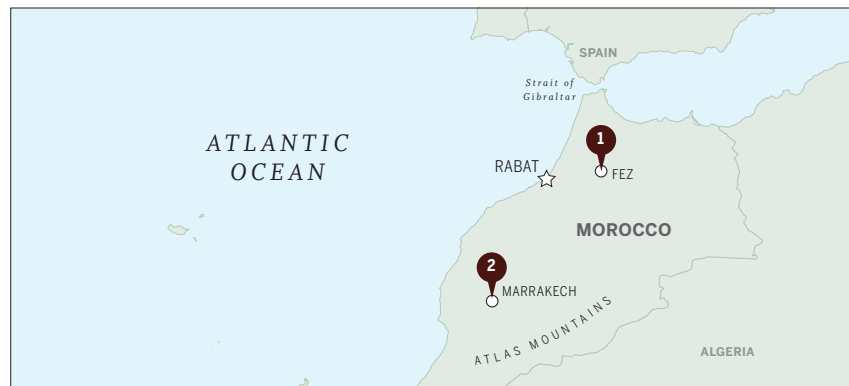 SPAIN
Strait of
Gibraltar
ATLANTIC
OCEAN
1
RABAT
FEZ
MOROCCO
2
MARRAKECH
ATLAS MOUNTAINS
ALGERIA